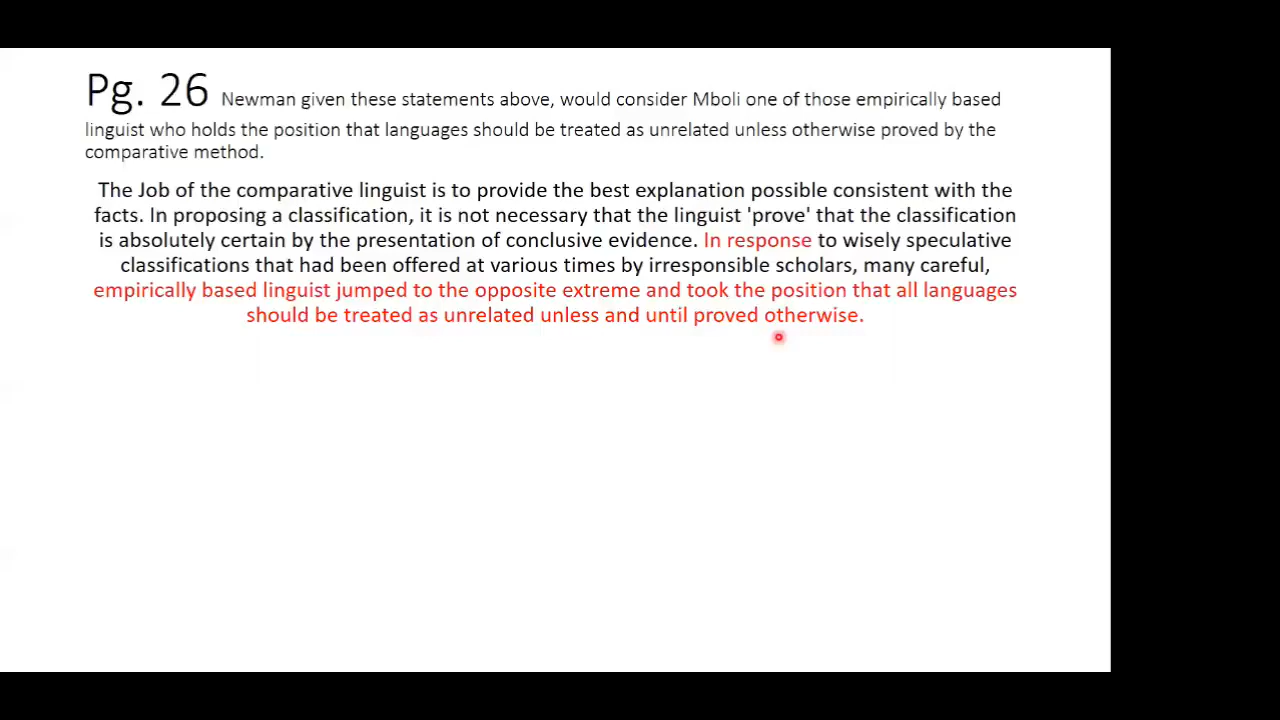 Pg. 26 Newman given these statements above, would consider Mboli one of those empirically based
linguist who holds the position that languages should be treated as unrelated unless otherwise proved by the
comparative method.
The Job of the comparative linguist is to provide the best explanation possible consistent with the
facts. In proposing a classification, it is not necessary that the linguist 'prove' that the classification
is absolutely certain by the presentation of conclusive evidence. In response to wisely speculative
classifications that had been offered at various times by irresponsible scholars, many careful,
empirically based linguist jumped to the opposite extreme and took the position that all languages
should be treated as unrelated unless and until proved otherwise.